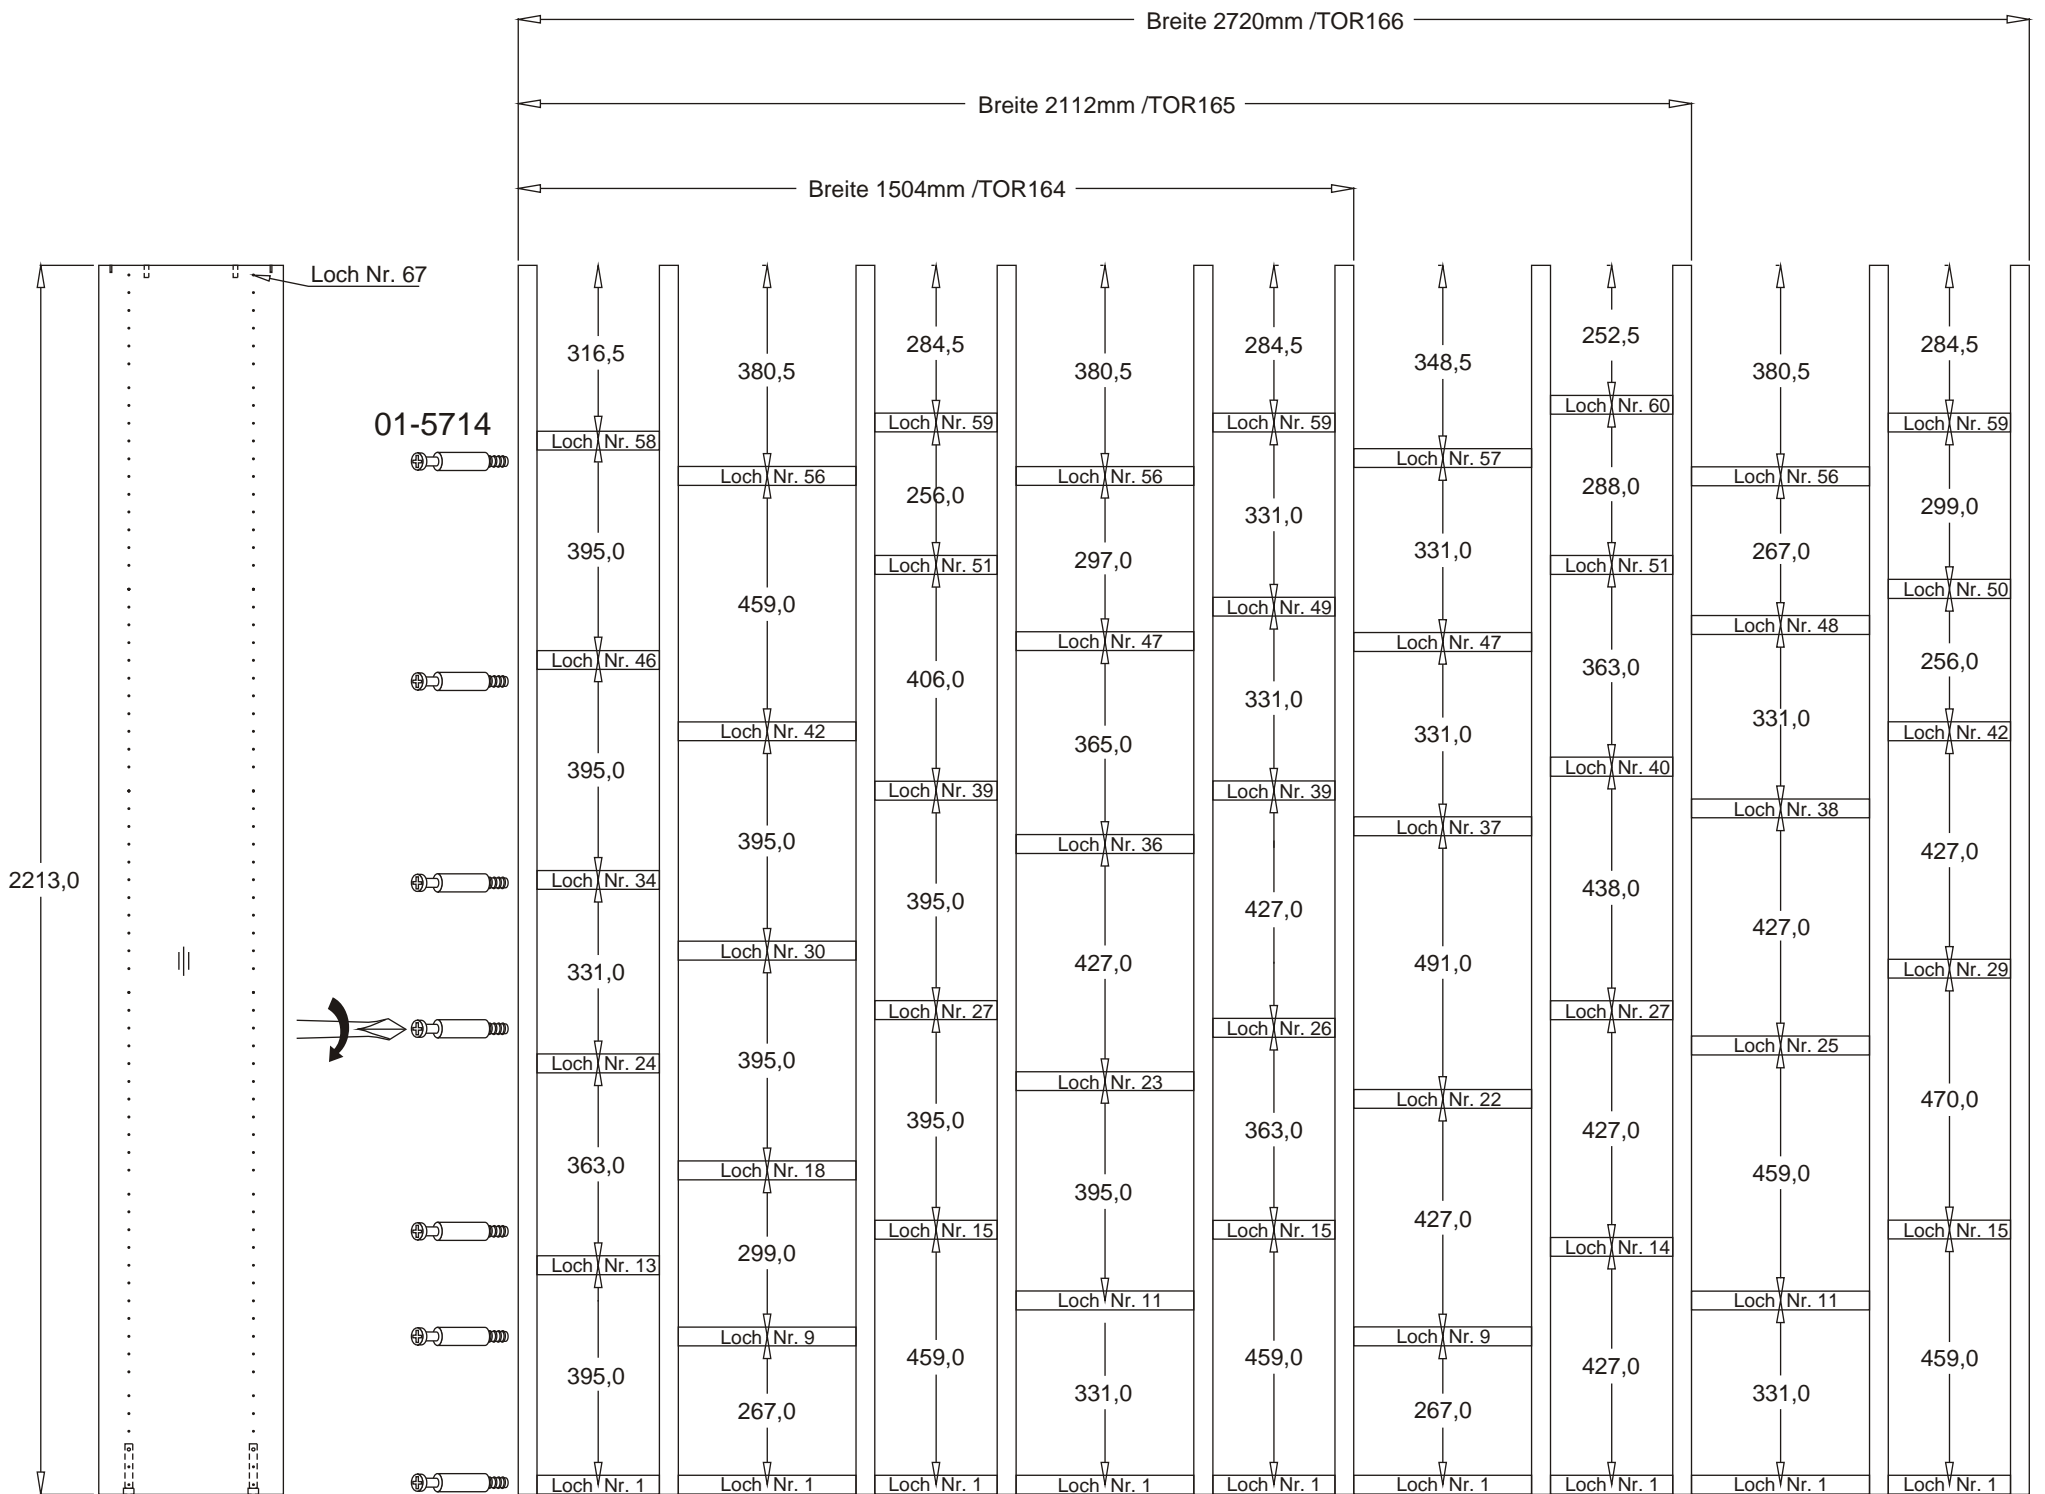 Breite 2720mm /TOR166
Breite 2112mm /TOR165
Breite 1504mm /TOR164
Loch Nr. 67
2213,0
01-5714
316,5
Loch Nr. 58
395,0
Loch Nr. 46
395,0
Loch Nr. 34
331,0
Loch Nr. 24
363,0
Loch Nr. 13
395,0
Loch Nr. 1
380,5
Loch Nr. 56
459,0
Loch Nr. 42
395,0
Loch Nr. 30
395,0
Loch Nr. 18
299,0
Loch Nr. 9
267,0
Loch Nr. 1
284,5
Loch Nr. 59
256,0
Loch Nr. 51
406,0
Loch Nr. 39
395,0
Loch Nr. 27
395,0
Loch Nr. 15
459,0
Loch Nr. 1
380,5
Loch Nr. 56
297,0
Loch Nr. 47
365,0
Loch Nr. 36
427,0
Loch Nr. 23
395,0
Loch Nr. 11
331,0
Loch Nr. 1
284,5
Loch Nr. 59
331,0
Loch Nr. 49
331,0
Loch Nr. 39
427,0
Loch Nr. 26
363,0
Loch Nr. 15
459,0
Loch Nr. 1
348,5
Loch Nr. 57
331,0
Loch Nr. 47
331,0
Loch Nr. 37
491,0
Loch Nr. 22
427,0
Loch Nr. 9
267,0
Loch Nr. 1
252,5
Loch Nr. 60
288,0
Loch Nr. 51
363,0
Loch Nr. 40
438,0
Loch Nr. 27
427,0
Loch Nr. 14
427,0
Loch Nr. 1
380,5
Loch Nr. 56
267,0
Loch Nr. 48
331,0
Loch Nr. 38
427,0
Loch Nr. 25
459,0
Loch Nr. 11
331,0
Loch Nr. 1
284,5
Loch Nr. 59
299,0
Loch Nr. 50
256,0
Loch Nr. 42
427,0
Loch Nr. 29
470,0
Loch Nr. 15
459,0
Loch Nr. 1